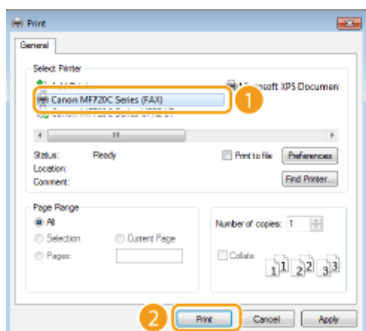 Print
General
Select Printer
Microsoft XPS Documen
Canon MF720C Series (FAX)
1
Status: Ready
Print to file
Preferences
Location:
Comment:
Find Printer...
Page Range
All
Number of copies: 1
Selection
Current Page
Pages:
Collate
1 1 2 2 3 3
2
Print
Cancel
Apply